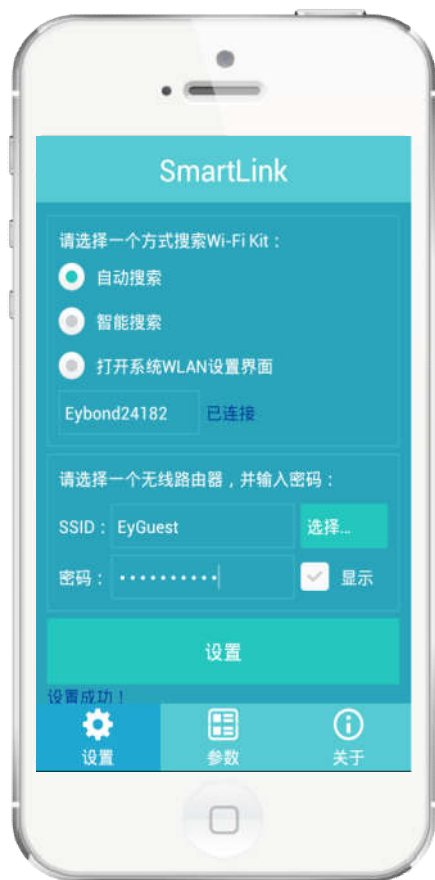 SmartLink
请选择一个方式搜索Wi-Fi Kit：
自动搜索
智能搜索
打开系统WLAN设置界面
Eybond24182 已连接
请选择一个无线路由器，并输入密码：
SSID： EyGuest 选择...
密码： •••••••••• 显示
设置
设置成功！
设置 参数 关于